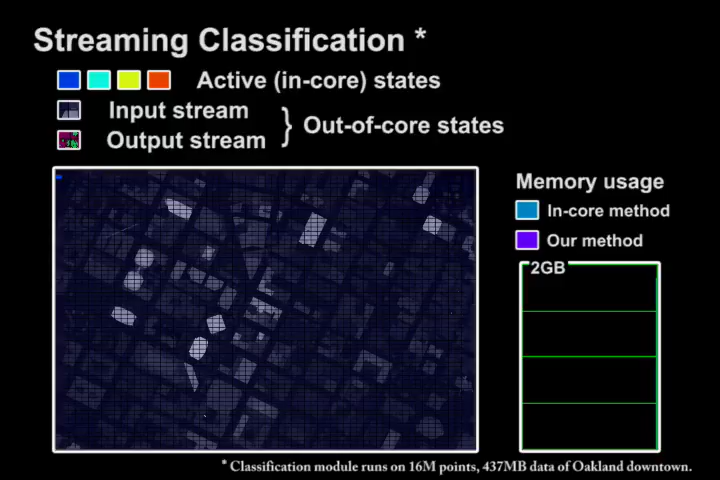 Streaming Classification *
Active (in-core) states
Input stream
Output stream
} Out-of-core states
Memory usage
In-core method
Our method
2GB
* Classification module runs on 16M points, 437MB data of Oakland downtown.